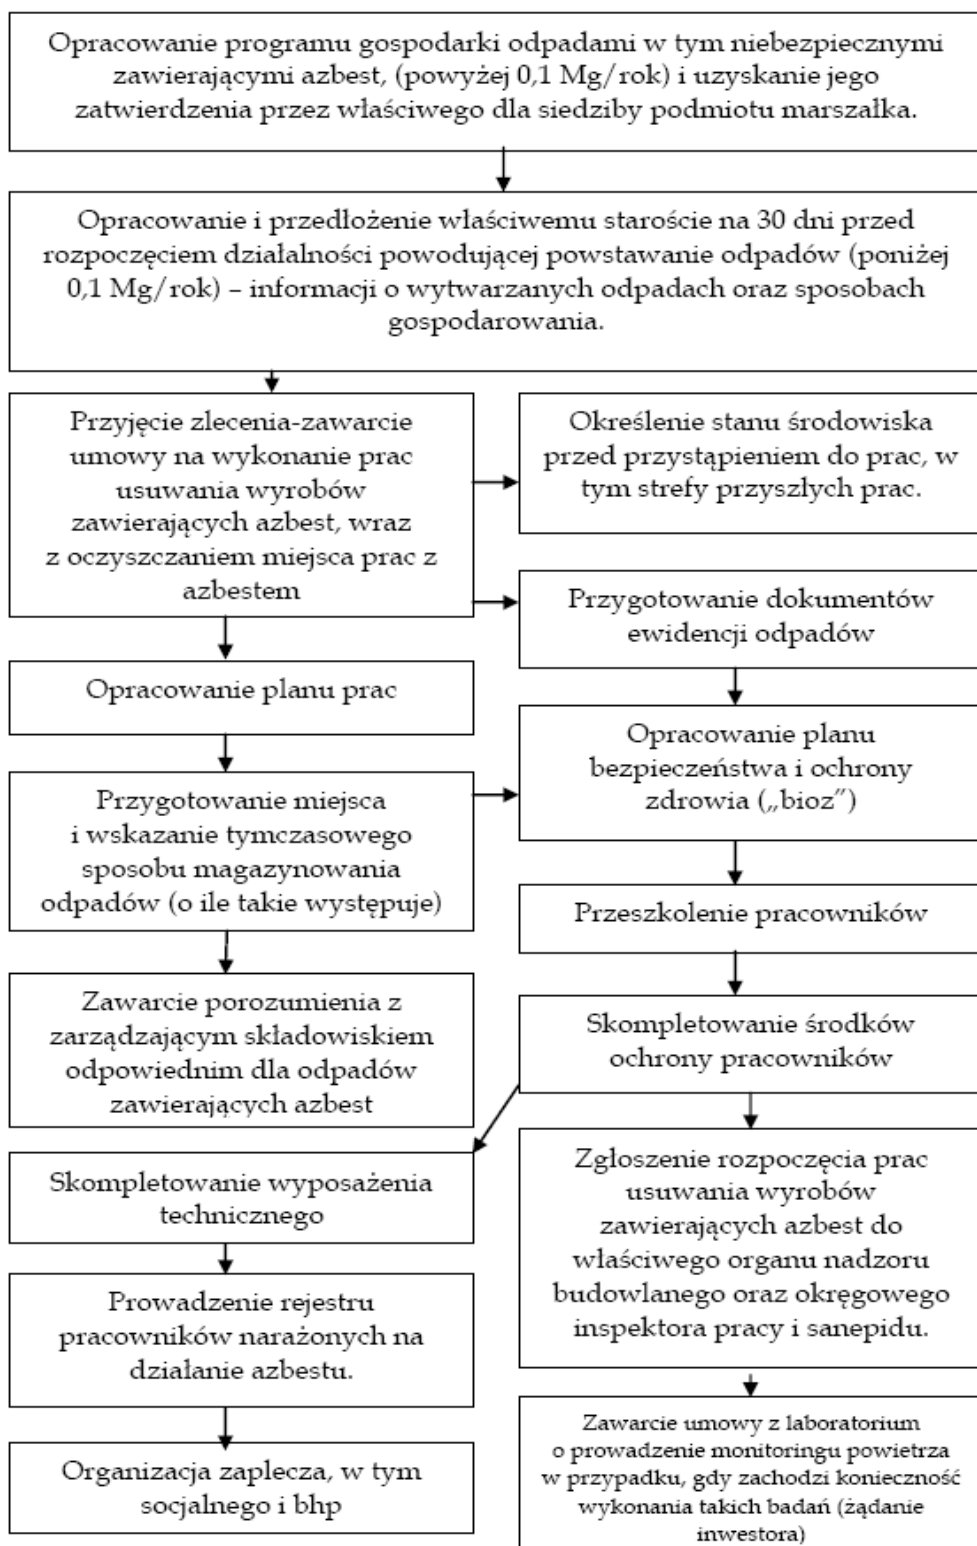 Opracowanie programu gospodarki odpadami w tym niebezpiecznymi
zawierającymi azbest, (powyżej 0,1 Mg/rok) i uzyskanie jego
zatwierdzenia przez właściwego dla siedziby podmiotu marszałka.
Opracowanie i przedłożenie właściwemu staroście na 30 dni przed
rozpoczęciem działalności powodującej powstawanie odpadów (poniżej
0,1 Mg/rok) – informacji o wytwarzanych odpadach oraz sposobach
gospodarowania.
Przyjęcie zlecenia-zawarcie
umowy na wykonanie prac
usuwania wyrobów
zawierających azbest, wraz
z oczyszczaniem miejsca prac z
azbestem
Określenie stanu środowiska
przed przystąpieniem do prac, w
tym strefy przyszłych prac.
Przygotowanie dokumentów
ewidencji odpadów
Opracowanie planu prac
Opracowanie planu
bezpieczeństwa i ochrony
zdrowia („bioz”)
Przygotowanie miejsca
i wskazanie tymczasowego
sposobu magazynowania
odpadów (o ile takie występuje)
Przeszkolenie pracowników
Zawarcie porozumienia z
zarządzającym składowiskiem
odpowiednim dla odpadów
zawierających azbest
Skompletowanie środków
ochrony pracowników
Skompletowanie wyposażenia
technicznego
Zgłoszenie rozpoczęcia prac
usuwania wyrobów
zawierających azbest do
właściwego organu nadzoru
budowlanego oraz okręgowego
inspektora pracy i sanepidu.
Prowadzenie rejestru
pracowników narażonych na
działanie azbestu.
Organizacja zaplecza, w tym
socjalnego i bhp
Zawarcie umowy z laboratorium
o prowadzenie monitoringu powietrza
w przypadku, gdy zachodzi konieczność
wykonania takich badań (żądanie
inwestora)